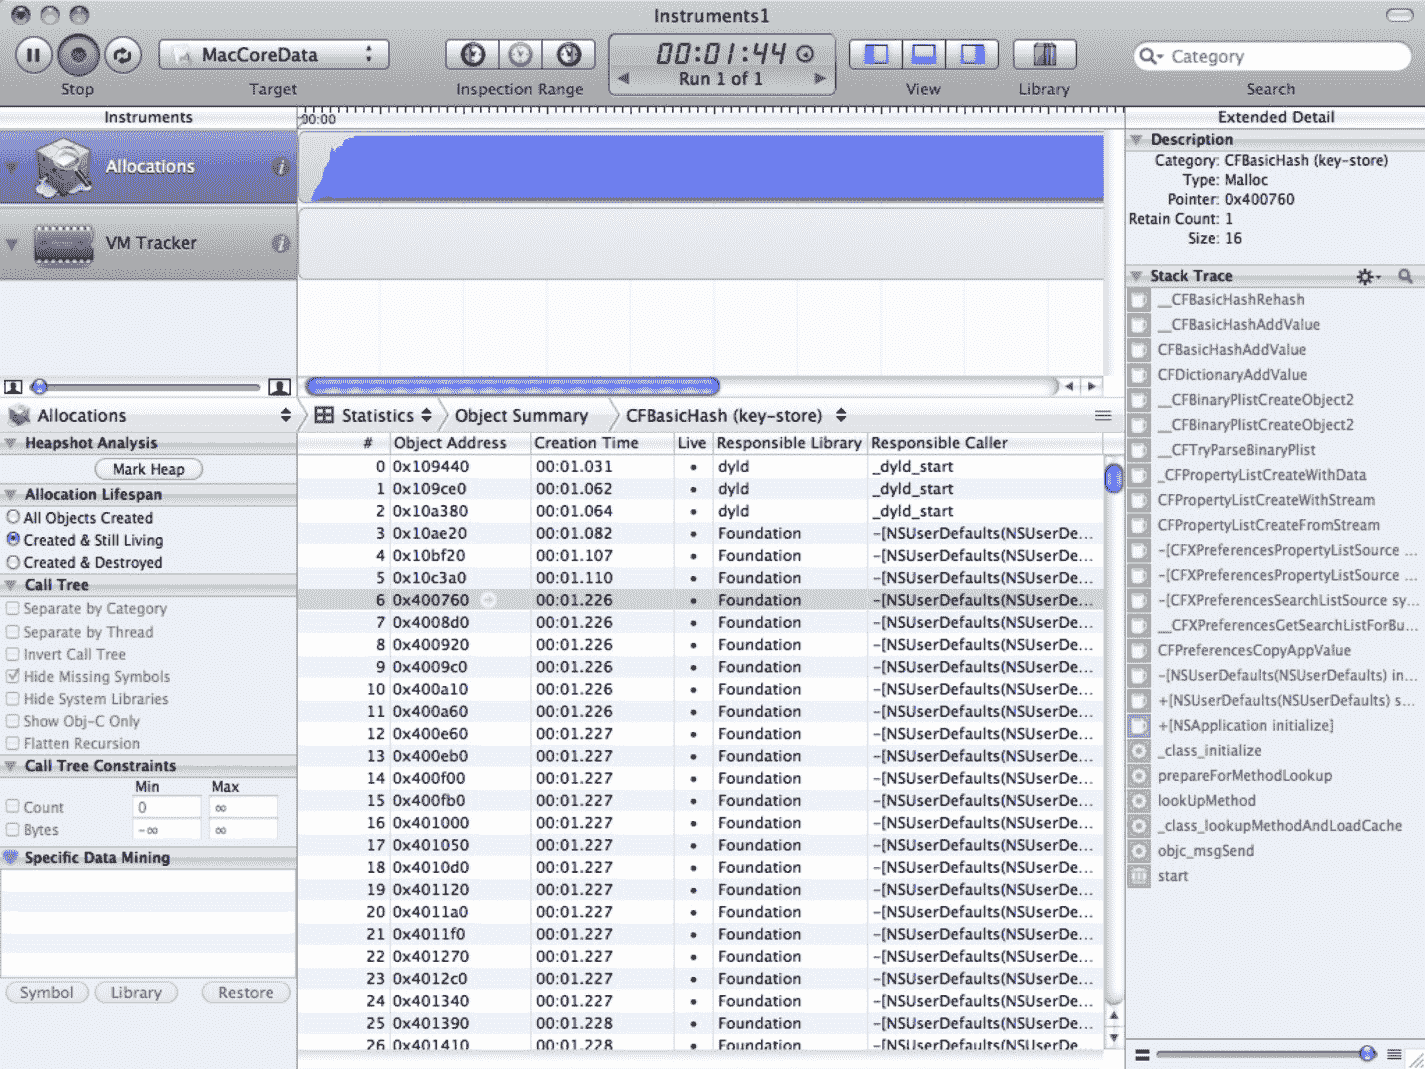 Instruments1
MacCoreData
00:01:44
Run 1 of 1
Category
Stop
Target
Inspection Range
View
Library
Search
Instruments
00:00
Extended Detail
Allocations
VM Tracker
Description
Category: CFBasicHash (key-store)
Type: Malloc
Pointer: 0x400760
Retain Count: 1
Size: 16
Stack Trace
__CFBasicHashRehash
__CFBasicHashAddValue
CFBasicHashAddValue
CFDictionaryAddValue
__CFBinaryPlistCreateObject2
__CFBinaryPlistCreateObject2
__CFTryParseBinaryPlist
_CFPropertyListCreateWithData
CFPropertyListCreateWithStream
CFPropertyListCreateFromStream
-[CFXPreferencesPropertyListSource ...
-[CFXPreferencesPropertyListSource ...
-[CFXPreferencesSearchListSource sy...
__CFXPreferencesGetSearchListForBu...
CFPreferencesCopyAppValue
-[NSUserDefaults(NSUserDefaults) in...
+[NSUserDefaults(NSUserDefaults) s...
+[NSApplication initialize]
_class_initialize
prepareForMethodLookup
lookUpMethod
_class_lookupMethodAndLoadCache
objc_msgSend
start
Allocations
Statistics
Object Summary
CFBasicHash (key-store)
Heapshot Analysis
Mark Heap
Allocation Lifespan
All Objects Created
Created & Still Living
Created & Destroyed
Call Tree
Separate by Category
Separate by Thread
Invert Call Tree
Hide Missing Symbols
Hide System Libraries
Show Obj-C Only
Flatten Recursion
Call Tree Constraints
Min Max
Count 0 ∞
Bytes -∞ ∞
Specific Data Mining
Symbol Library Restore
# Object Address Creation Time Live Responsible Library Responsible Caller
0 0x109440 00:01.031 • dyld _dyld_start
1 0x109ce0 00:01.062 • dyld _dyld_start
2 0x10a380 00:01.064 • dyld _dyld_start
3 0x10ae20 00:01.082 • Foundation -[NSUserDefaults(NSUserDe...
4 0x10bf20 00:01.107 • Foundation -[NSUserDefaults(NSUserDe...
5 0x10c3a0 00:01.110 • Foundation -[NSUserDefaults(NSUserDe...
6 0x400760 00:01.226 • Foundation -[NSUserDefaults(NSUserDe...
7 0x4008d0 00:01.226 • Foundation -[NSUserDefaults(NSUserDe...
8 0x400920 00:01.226 • Foundation -[NSUserDefaults(NSUserDe...
9 0x4009c0 00:01.226 • Foundation -[NSUserDefaults(NSUserDe...
10 0x400a10 00:01.226 • Foundation -[NSUserDefaults(NSUserDe...
11 0x400a60 00:01.226 • Foundation -[NSUserDefaults(NSUserDe...
12 0x400e60 00:01.227 • Foundation -[NSUserDefaults(NSUserDe...
13 0x400eb0 00:01.227 • Foundation -[NSUserDefaults(NSUserDe...
14 0x400f00 00:01.227 • Foundation -[NSUserDefaults(NSUserDe...
15 0x400fb0 00:01.227 • Foundation -[NSUserDefaults(NSUserDe...
16 0x401000 00:01.227 • Foundation -[NSUserDefaults(NSUserDe...
17 0x401050 00:01.227 • Foundation -[NSUserDefaults(NSUserDe...
18 0x4010d0 00:01.227 • Foundation -[NSUserDefaults(NSUserDe...
19 0x401120 00:01.227 • Foundation -[NSUserDefaults(NSUserDe...
20 0x4011a0 00:01.227 • Foundation -[NSUserDefaults(NSUserDe...
21 0x4011f0 00:01.227 • Foundation -[NSUserDefaults(NSUserDe...
22 0x401270 00:01.227 • Foundation -[NSUserDefaults(NSUserDe...
23 0x4012c0 00:01.227 • Foundation -[NSUserDefaults(NSUserDe...
24 0x401340 00:01.227 • Foundation -[NSUserDefaults(NSUserDe...
25 0x401390 00:01.228 • Foundation -[NSUserDefaults(NSUserDe...
26 0x401410 00:01.228 • Foundation -[NSUserDefaults(NSUserDe...